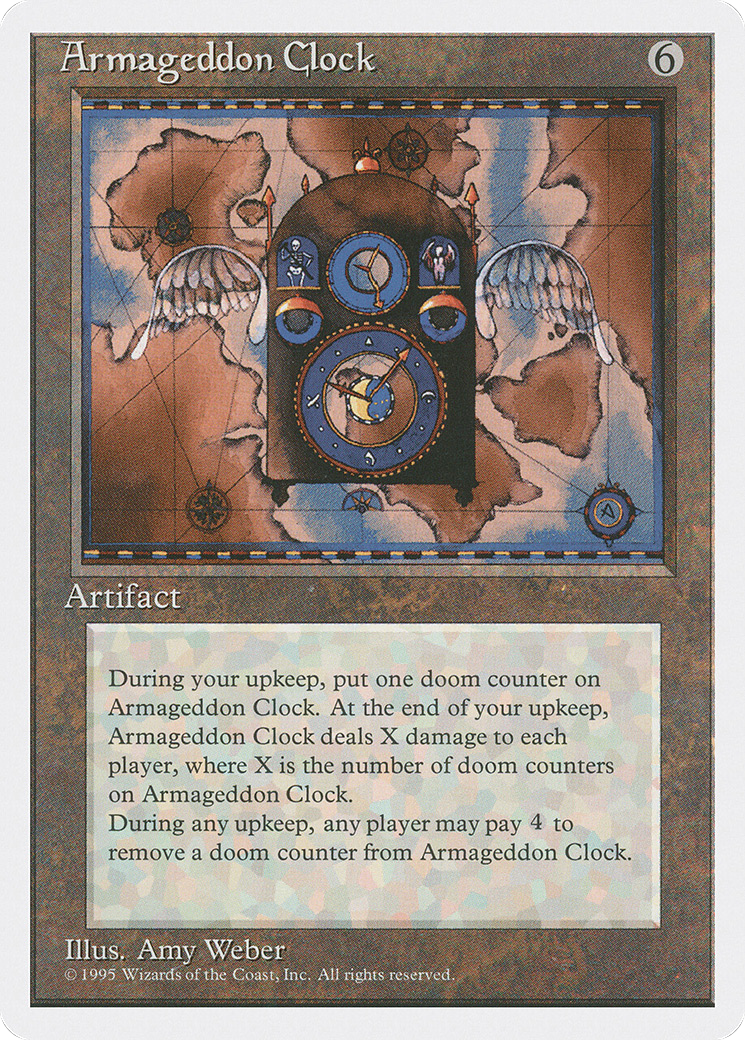 Armageddon Clock 6
Artifact
During your upkeep, put one doom counter on
Armageddon Clock. At the end of your upkeep,
Armageddon Clock deals X damage to each
player, where X is the number of doom counters
on Armageddon Clock.
During any upkeep, any player may pay 4 to
remove a doom counter from Armageddon Clock.
Illus. Amy Weber
© 1995 Wizards of the Coast, Inc. All rights reserved.